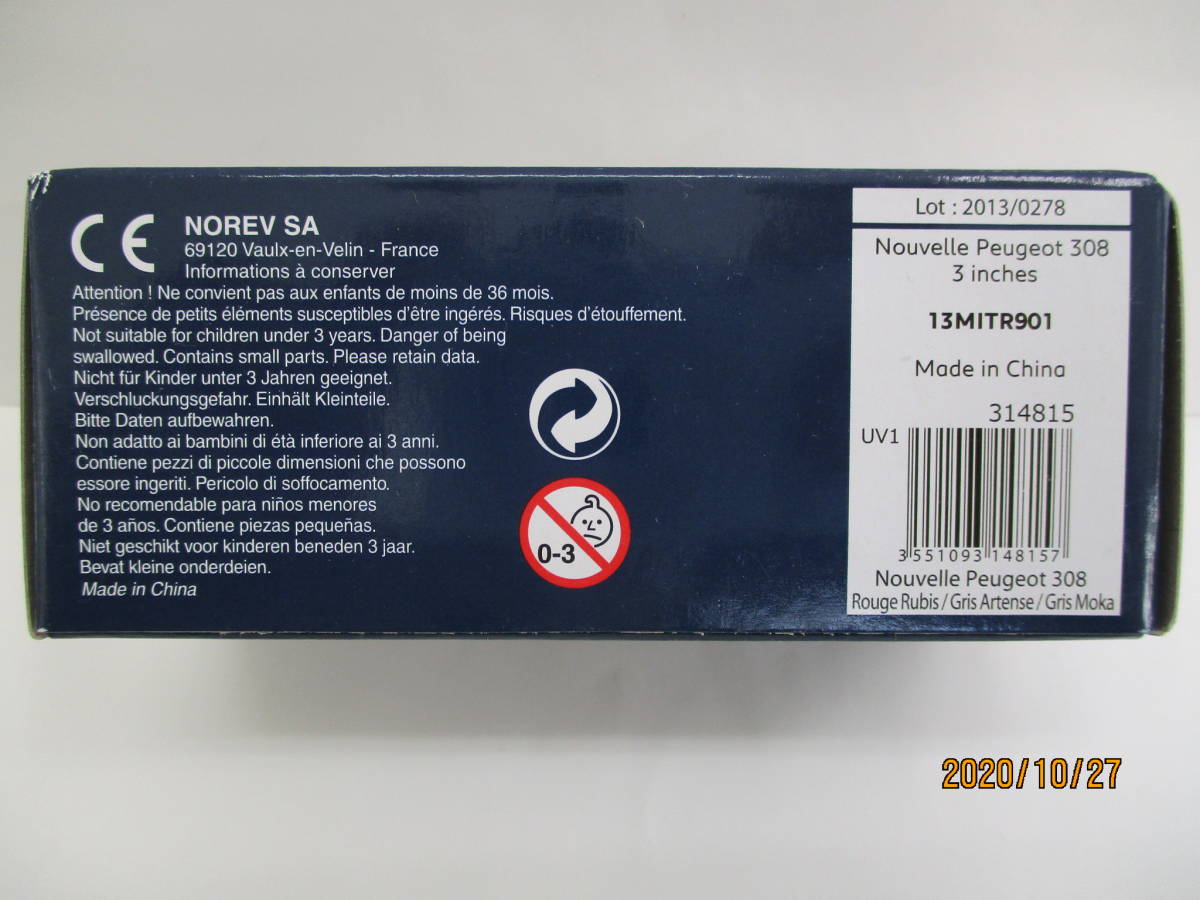 CE
NOREV SA
69120 Vaulx-en-Velin - France
Informations à conserver
Attention ! Ne convient pas aux enfants de moins de 36 mois.
Présence de petits éléments susceptibles d'être ingérés. Risques d'étouffement.
Not suitable for children under 3 years. Danger of being
swallowed. Contains small parts. Please retain data.
Nicht für Kinder unter 3 Jahren geeignet.
Verschluckungsgefahr. Einhält Kleinteile.
Bitte Daten aufbewahren.
Non adatto ai bambini di età inferiore ai 3 anni.
Contiene pezzi di piccole dimensioni che possono
essore ingeriti. Pericolo di soffocamento.
No recomendable para niños menores
de 3 años. Contiene piezas pequeñas.
Niet geschikt voor kinderen beneden 3 jaar.
Bevat kleine onderdeien.
Made in China
0-3
Lot : 2013/0278
Nouvelle Peugeot 308
3 inches
13MITR901
Made in China
314815
UV1
3 551093 148157
Nouvelle Peugeot 308
Rouge Rubis / Gris Artense / Gris Moka
2020/10/27